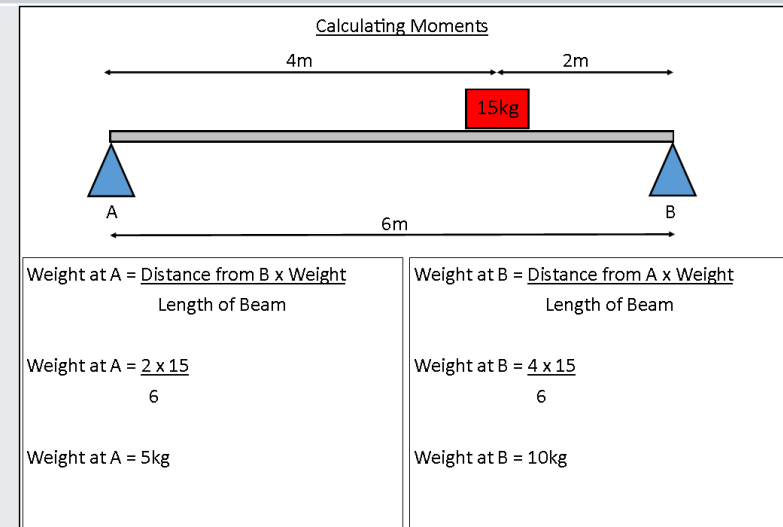 Calculating Moments
4m 2m
15kg
A B
6m
Weight at A = Distance from B x Weight
Length of Beam
Weight at A = 2 x 15
6
Weight at A = 5kg
Weight at B = Distance from A x Weight
Length of Beam
Weight at B = 4 x 15
6
Weight at B = 10kg